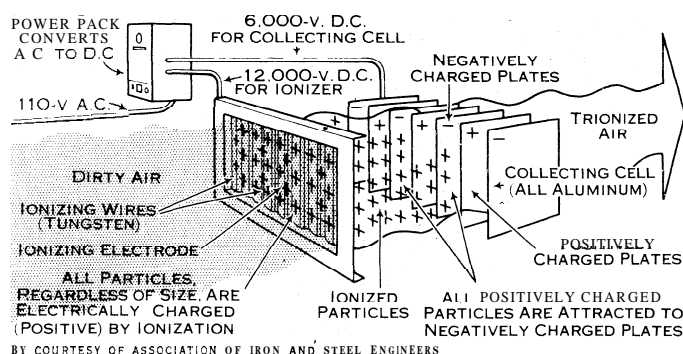 POWER PACK
CONVERTS
A C TO D.C
110-V A.C.
6,000-V. D.C.
FOR COLLECTING CELL
12,000-V. D.C.
FOR IONIZER
NEGATIVELY
CHARGED PLATES
TRIONIZED
AIR
DIRTY AIR
IONIZING WIRES
(TUNGSTEN)
IONIZING ELECTRODE
ALL PARTICLES,
REGARDLESS OF SIZE, ARE
ELECTRICALLY CHARGED
(POSITIVE) BY IONIZATION
IONIZED
PARTICLES
COLLECTING CELL
(ALL ALUMINUM)
POSITIVELY
CHARGED PLATES
ALL POSITIVELY CHARGED
PARTICLES ARE ATTRACTED TO
NEGATIVELY CHARGED PLATES
BY COURTESY OF ASSOCIATION OF IRON AND STEEL ENGINEERS